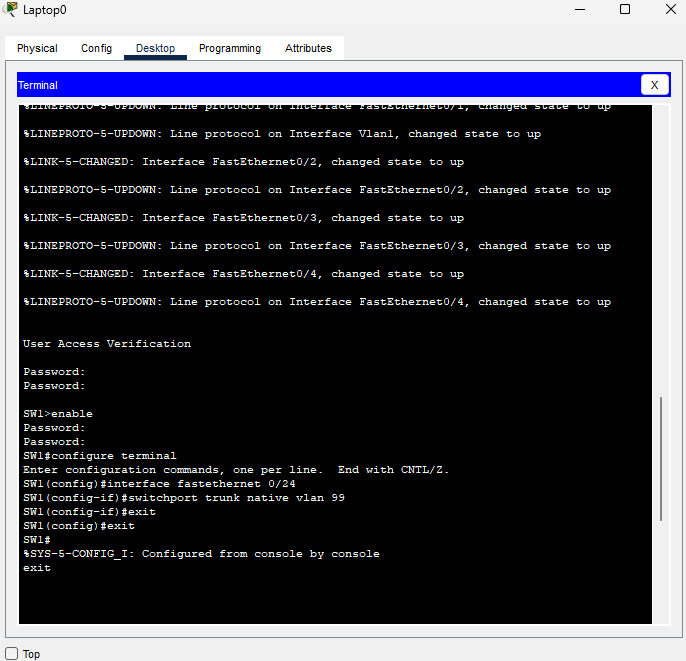 Laptop0
Physical Config Desktop Programming Attributes
Terminal X
%LINEPROTO-5-UPDOWN: Line protocol on Interface FastEthernet0/1, changed state to up
%LINEPROTO-5-UPDOWN: Line protocol on Interface Vlan1, changed state to up
%LINK-5-CHANGED: Interface FastEthernet0/2, changed state to up
%LINEPROTO-5-UPDOWN: Line protocol on Interface FastEthernet0/2, changed state to up
%LINK-5-CHANGED: Interface FastEthernet0/3, changed state to up
%LINEPROTO-5-UPDOWN: Line protocol on Interface FastEthernet0/3, changed state to up
%LINK-5-CHANGED: Interface FastEthernet0/4, changed state to up
%LINEPROTO-5-UPDOWN: Line protocol on Interface FastEthernet0/4, changed state to up
User Access Verification
Password:
Password:
SW1>enable
Password:
Password:
SW1#configure terminal
Enter configuration commands, one per line.  End with CNTL/Z.
SW1(config)#interface fastethernet 0/24
SW1(config-if)#switchport trunk native vlan 99
SW1(config-if)#exit
SW1(config)#exit
SW1#
%SYS-5-CONFIG_I: Configured from console by console
exit
Top